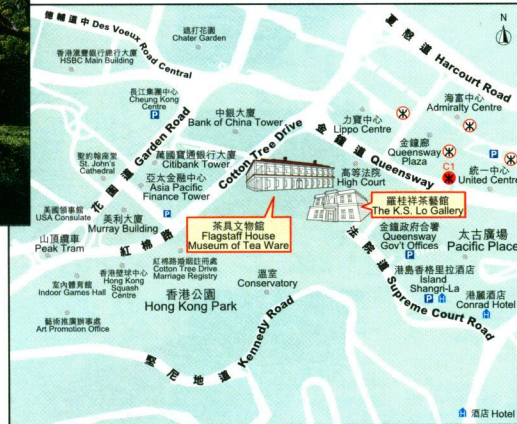 德輔道中 Des Voeux Road Central
遮打花園
Chater Garden
夏慤道 Harcourt Road
N
香港滙豐銀行總行大廈
HSBC Main Building
長江集團中心
Cheung Kong
Centre
P
中銀大廈
Bank of China Tower
力寶中心
Lippo Centre
海富中心
Admiralty Centre
花園道 Garden Road
Cotton Tree Drive
紅棉路
金鐘道 Queensway
金鐘廊
Queensway
Plaza
C1
P
統一中心
United Centre
聖約翰座堂
St. John's
Cathedral
萬國寶通銀行大廈
Citibank Tower
亞太金融中心
Asia Pacific
Finance Tower
高等法院
High Court
羅桂祥茶藝館
The K.S. Lo Gallery
美國領事館
USA Consulate
美利大廈
Murray Building
P
茶具文物館
Flagstaff House
Museum of Tea Ware
金鐘政府合署
Queensway
Gov't Offices
P
太古廣場
Pacific Place
山頂纜車
Peak Tram
香港壁球中心
Hong Kong
Squash
Centre
紅棉路婚姻註冊處
Cotton Tree Drive
Marriage Registry
溫室
Conservatory
港島香格里拉酒店
Island
Shangri-La
P
港麗酒店
Conrad Hotel
室內體育館
Indoor Games Hall
香港公園
Hong Kong Park
法院道 Supreme Court Road
藝術推廣辦事處
Art Promotion Office
堅尼地道 Kennedy Road
酒店 Hotel